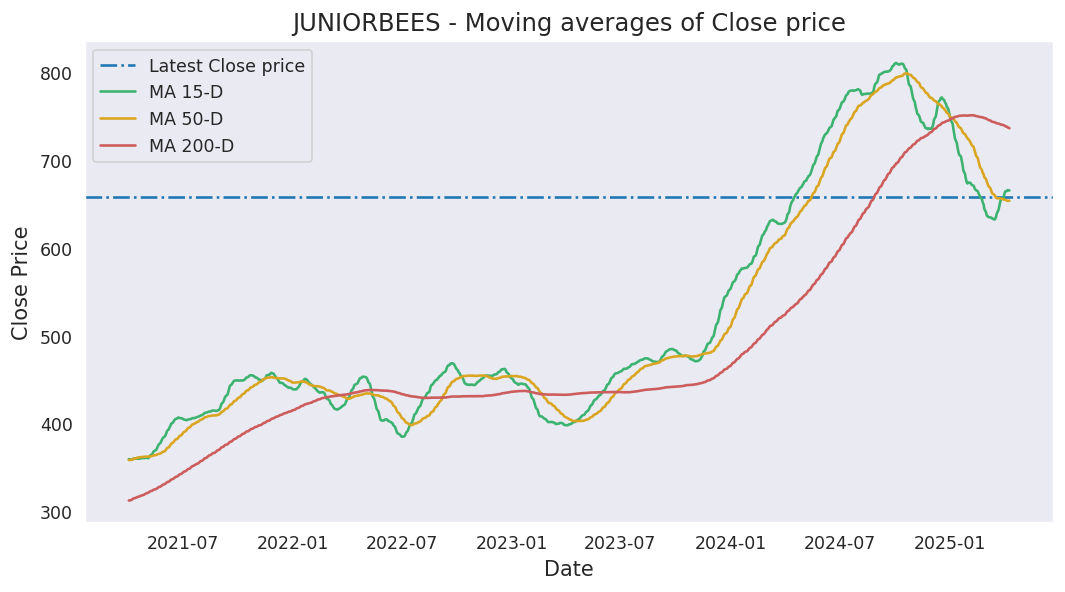 JUNIORBEES - Moving averages of Close price
Latest Close price
MA 15-D
MA 50-D
MA 200-D
Close Price
800
700
600
500
400
300
2021-07 2022-01 2022-07 2023-01 2023-07 2024-01 2024-07 2025-01
Date